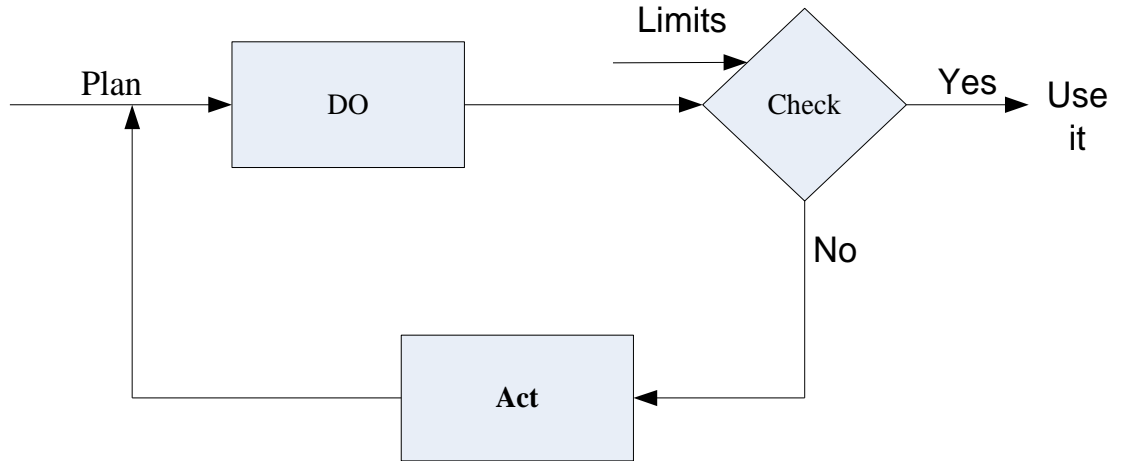 Limits
Plan
DO
Check
Yes
Use
it
No
Act